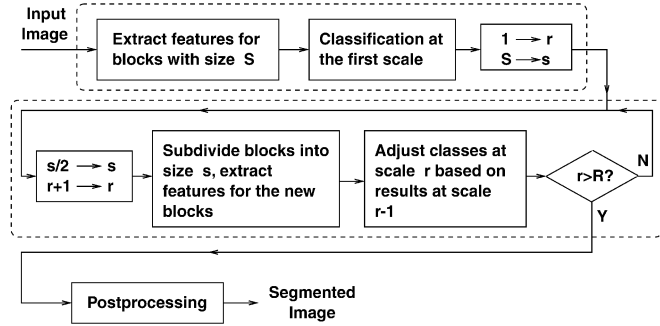 Input
Image
Extract features for
blocks with size S
Classification at
the first scale
1 → r
S → s
s/2 → s
r+1 → r
Subdivide blocks into
size s, extract
features for the new
blocks
Adjust classes at
scale r based on
results at scale
r-1
r>R?
N
Y
Postprocessing
Segmented
Image